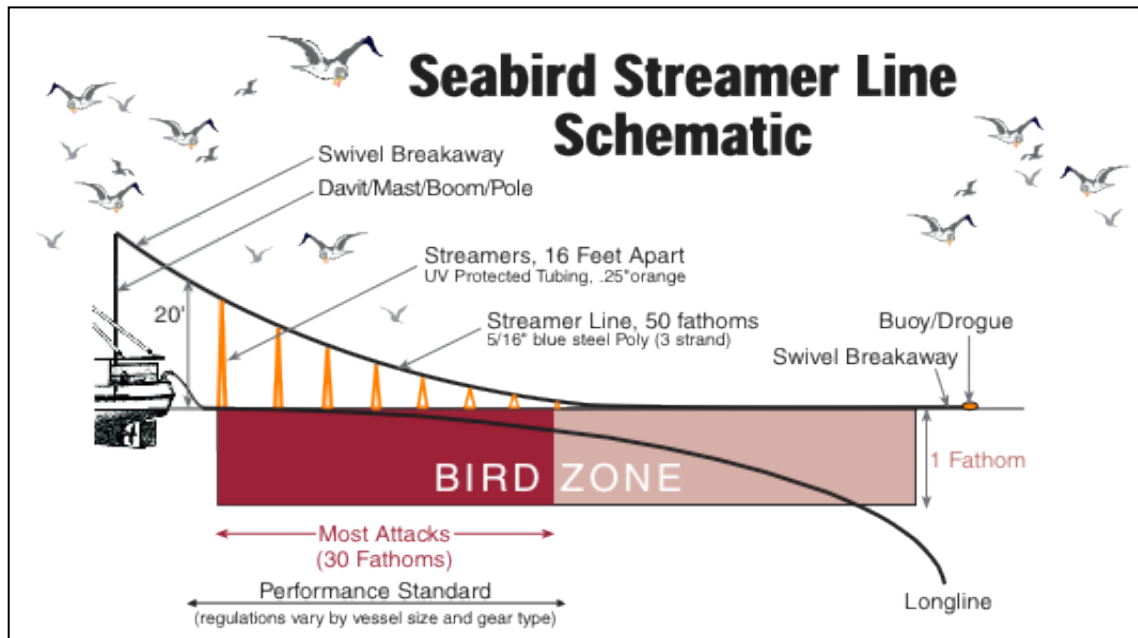 Seabird Streamer Line
Schematic
Swivel Breakaway
Davit/Mast/Boom/Pole
Streamers, 16 Feet Apart
UV Protected Tubing, .25"orange
20'
Streamer Line, 50 fathoms
5/16" blue steel Poly (3 strand)
Buoy/Drogue
Swivel Breakaway
BIRD ZONE
1 Fathom
Most Attacks
(30 Fathoms)
Performance Standard
(regulations vary by vessel size and gear type)
Longline